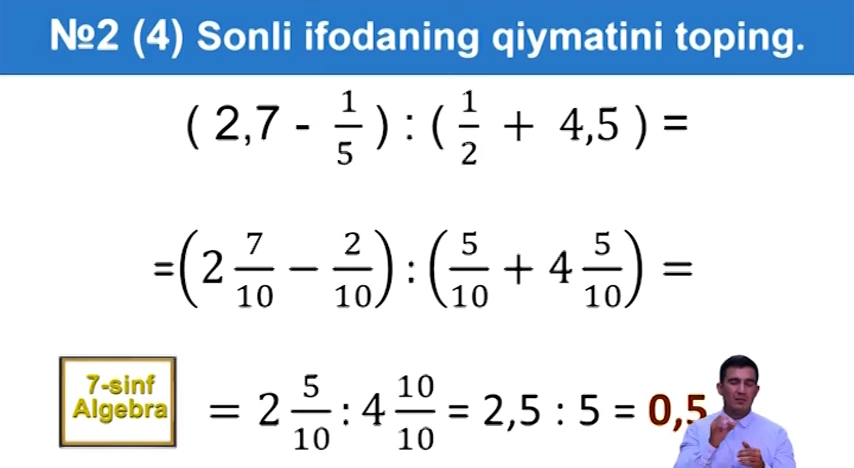 №2 (4) Sonli ifodaning qiymatini toping.
( 2,7 - 1/5 ) : ( 1/2 + 4,5 ) =
=(2 7/10 − 2/10) : (5/10 + 4 5/10) =
7-sinf
Algebra
= 2 5/10 : 4 10/10 = 2,5 : 5 = 0,5